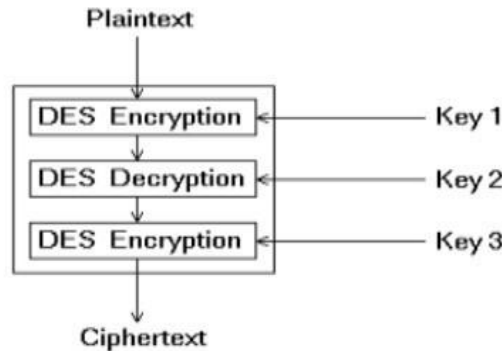 Plaintext
DES Encryption
Key 1
DES Decryption
Key 2
DES Encryption
Key 3
Ciphertext